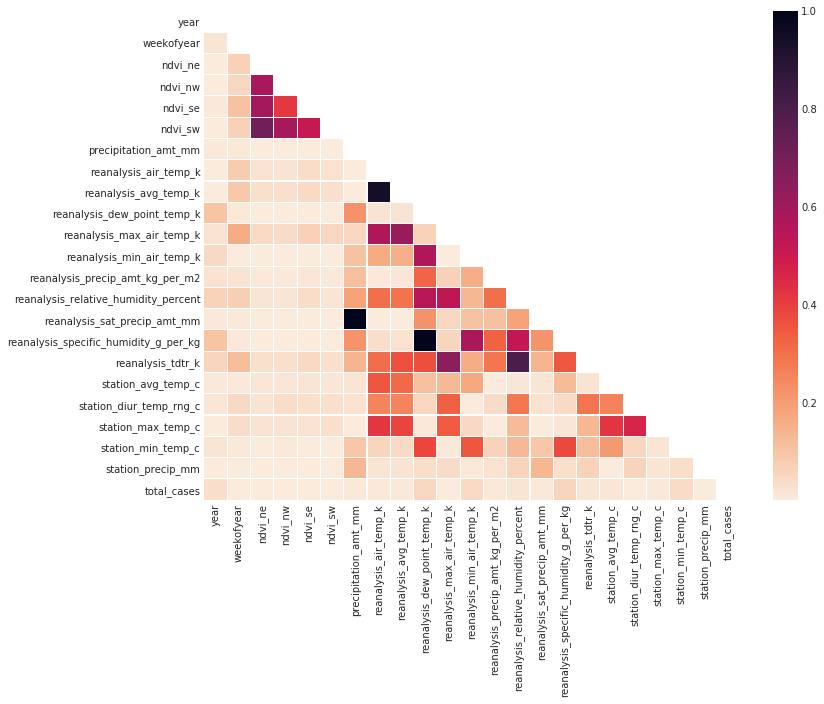 year
weekofyear
ndvi_ne
ndvi_nw
ndvi_se
ndvi_sw
precipitation_amt_mm
reanalysis_air_temp_k
reanalysis_avg_temp_k
reanalysis_dew_point_temp_k
reanalysis_max_air_temp_k
reanalysis_min_air_temp_k
reanalysis_precip_amt_kg_per_m2
reanalysis_relative_humidity_percent
reanalysis_sat_precip_amt_mm
reanalysis_specific_humidity_g_per_kg
reanalysis_tdtr_k
station_avg_temp_c
station_diur_temp_rng_c
station_max_temp_c
station_min_temp_c
station_precip_mm
total_cases
year
weekofyear
ndvi_ne
ndvi_nw
ndvi_se
ndvi_sw
precipitation_amt_mm
reanalysis_air_temp_k
reanalysis_avg_temp_k
reanalysis_dew_point_temp_k
reanalysis_max_air_temp_k
reanalysis_min_air_temp_k
reanalysis_precip_amt_kg_per_m2
reanalysis_relative_humidity_percent
reanalysis_sat_precip_amt_mm
reanalysis_specific_humidity_g_per_kg
reanalysis_tdtr_k
station_avg_temp_c
station_diur_temp_rng_c
station_max_temp_c
station_min_temp_c
station_precip_mm
total_cases
1.0
0.8
0.6
0.4
0.2